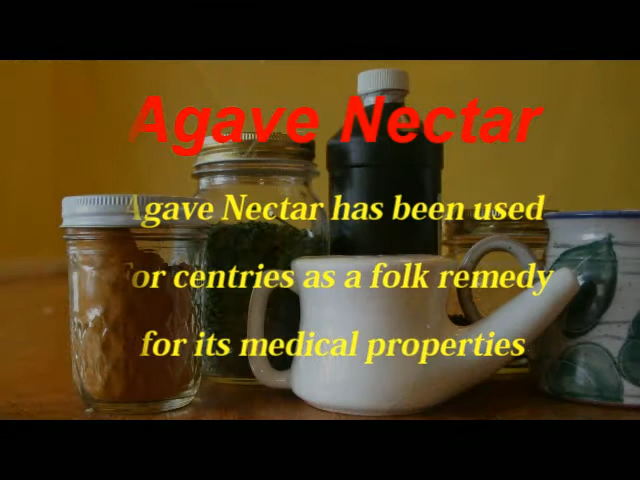 Agave Nectar
Agave Nectar has been used
For centries as a folk remedy
for its medical properties